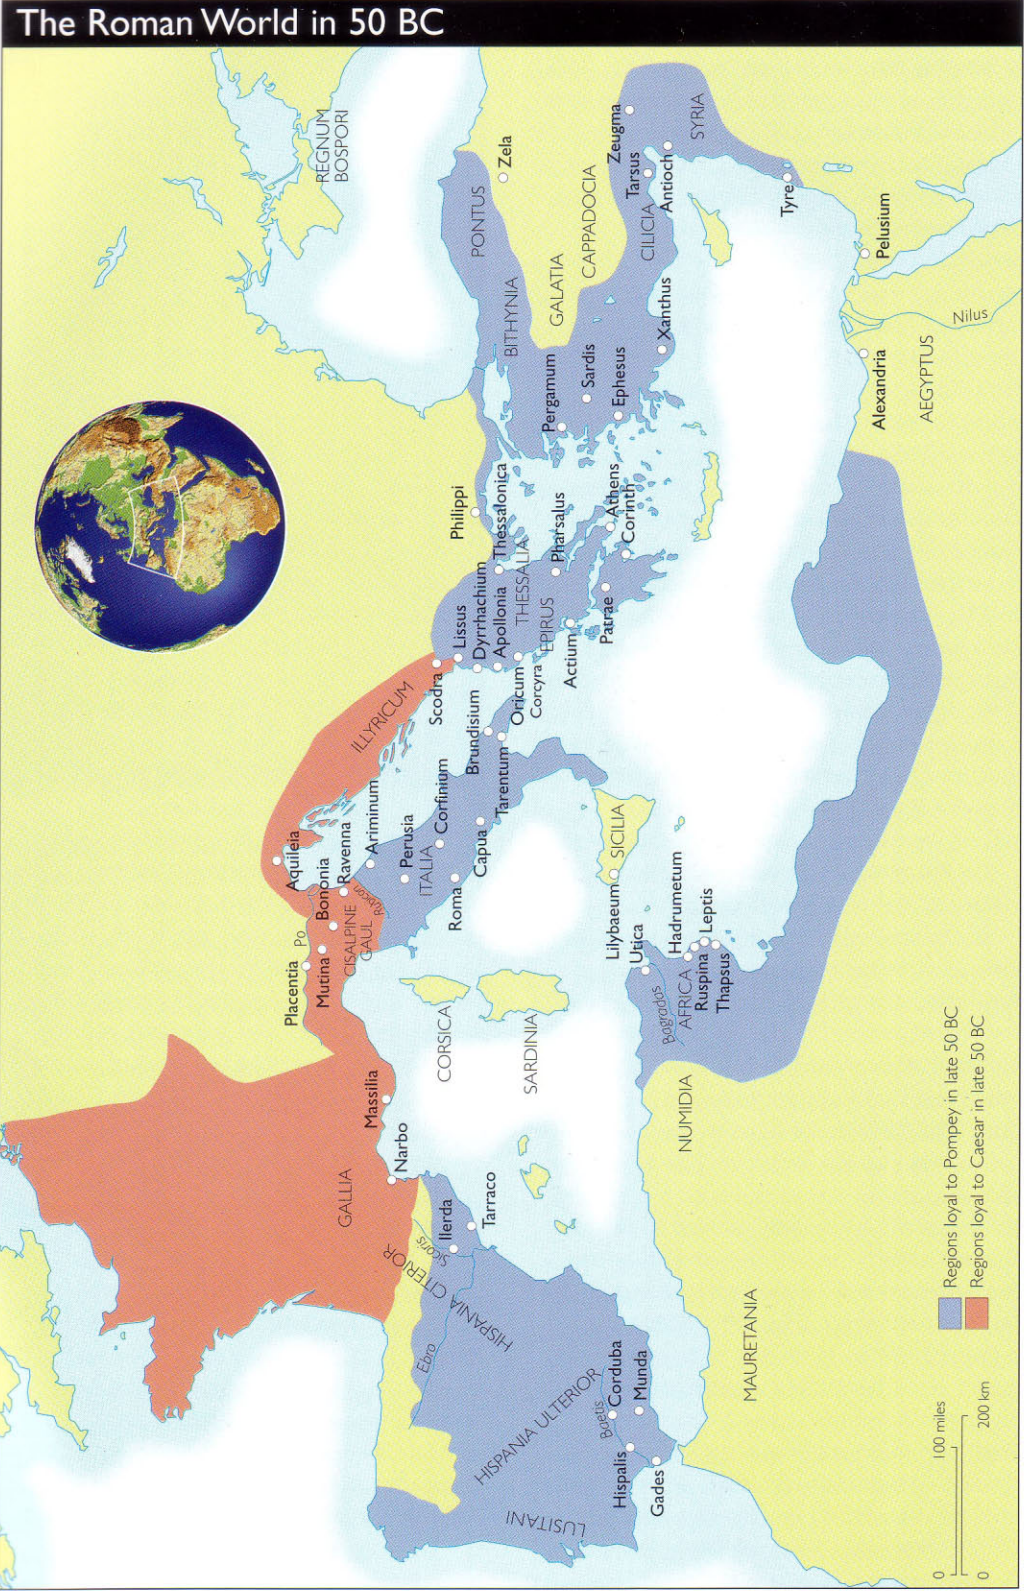 The Roman World in 50 BC
REGNUM
BOSPORI
PONTUS
Zela
BITHYNIA
GALATIA
CAPPADOCIA
CILICIA
Zeugma
Tarsus
Antioch
SYRIA
Tyre
Pelusium
Nilus
Alexandria
AEGYPTUS
Xanthus
Pergamum
Sardis
Ephesus
Philippi
Thessalonica
Pharsalus
Athens
Corinth
Lissus
Dyrrhachium
Apollonia
THESSALIA
EPIRUS
Patrae
Actium
Scodra
Oricum
Corcyra
ILLYRICUM
Brundisium
Tarentum
Corfinium
Capua
Ariminum
Perusia
ITALIA
Roma
Aquileia
Ravenna
Bononia
Rubicon
CISALPINE
GAUL
Po
Placentia
Mutina
SICILIA
Lilybaeum
Utica
Hadrumetum
Leptis
Ruspina
Thapsus
AFRICA
Bagrados
CORSICA
SARDINIA
NUMIDIA
Massilia
Narbo
GALLIA
Ilerda
Tarraco
Sicoris
HISPANIA CITERIOR
Ebro
HISPANIA ULTERIOR
Baetis
Corduba
Munda
Hispalis
Gades
LUSITANI
MAURETANIA
Regions loyal to Pompey in late 50 BC
Regions loyal to Caesar in late 50 BC
0 100 miles
0 200 km